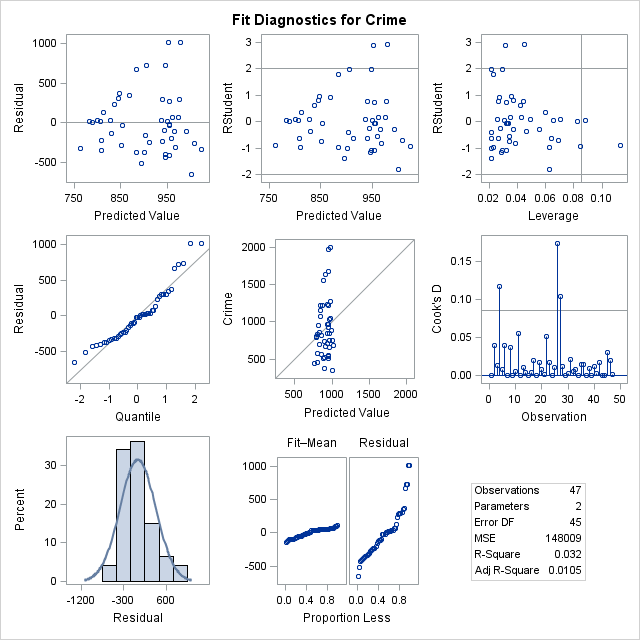 Fit Diagnostics for Crime
Residual
1000
500
0
-500
750
850
950
Predicted Value
RStudent
3
2
1
0
-1
-2
750
850
950
Predicted Value
RStudent
3
2
1
0
-1
-2
0.02
0.04
0.06
0.08
0.10
Leverage
Residual
1000
500
0
-500
-2
-1
0
1
2
Quantile
Crime
2000
1500
1000
500
500
1000
1500
2000
Predicted Value
Cook's D
0.15
0.10
0.05
0.00
0
10
20
30
40
50
Observation
Percent
30
20
10
0
-1200
-300
600
Residual
Fit–Mean
Residual
1000
500
0
-500
0.0
0.4
0.8
0.0
0.4
0.8
Proportion Less
Observations 47
Parameters 2
Error DF 45
MSE 148009
R-Square 0.032
Adj R-Square 0.0105